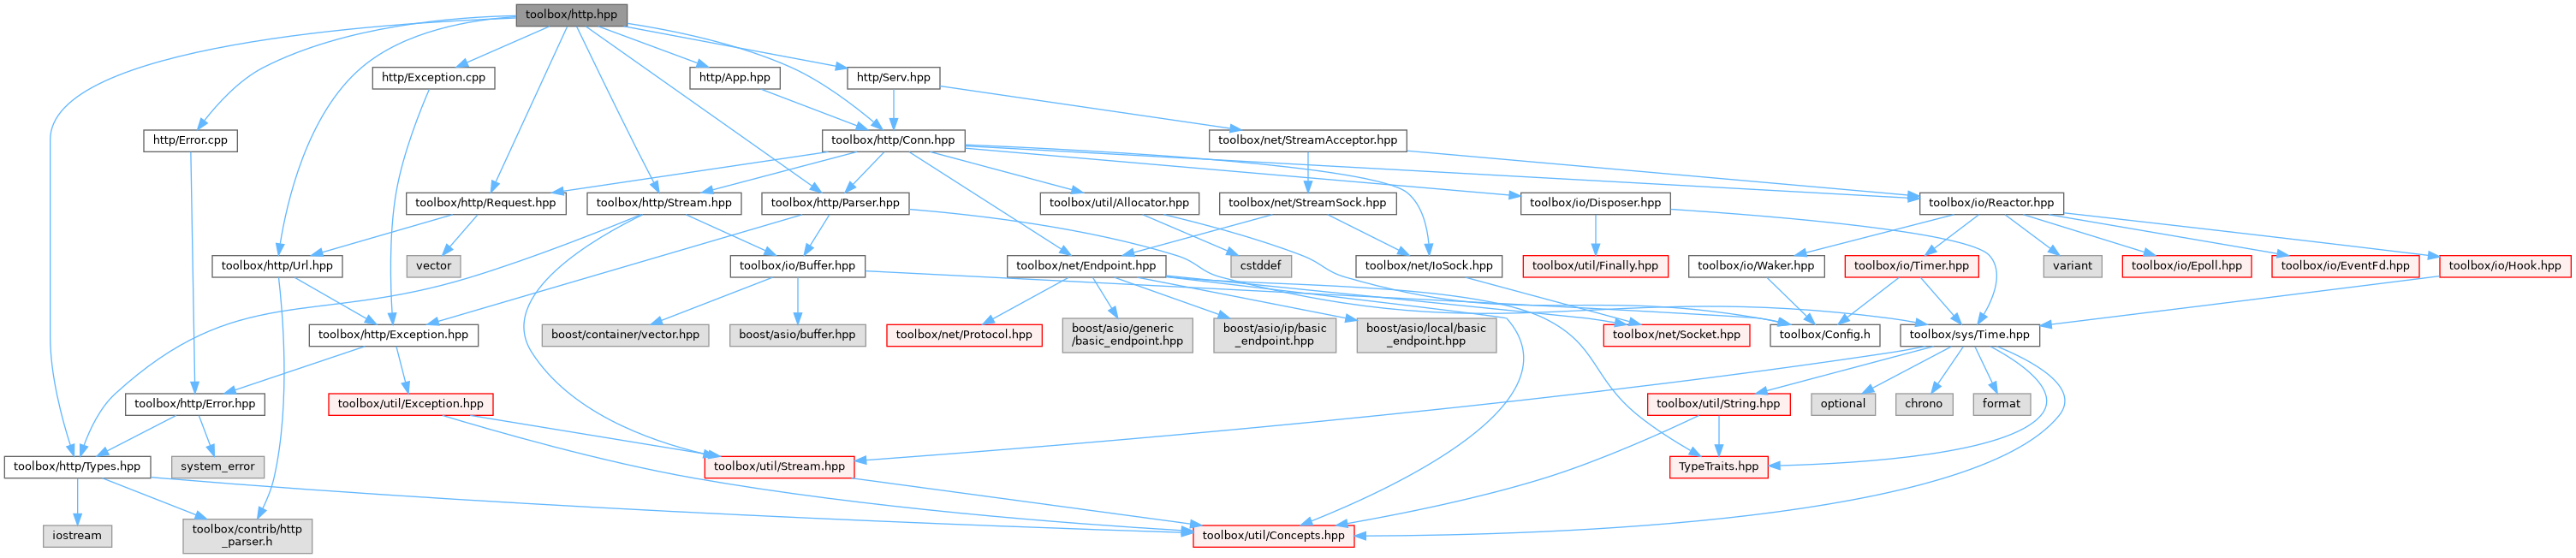 toolbox/http.hpp
http/Exception.cpp
http/App.hpp
http/Serv.hpp
http/Error.cpp
toolbox/http/Conn.hpp
toolbox/net/StreamAcceptor.hpp
toolbox/http/Request.hpp
toolbox/http/Stream.hpp
toolbox/http/Parser.hpp
toolbox/util/Allocator.hpp
toolbox/net/StreamSock.hpp
toolbox/io/Disposer.hpp
toolbox/io/Reactor.hpp
toolbox/http/Url.hpp
vector
toolbox/io/Buffer.hpp
toolbox/net/Endpoint.hpp
cstddef
toolbox/net/IoSock.hpp
toolbox/util/Finally.hpp
toolbox/io/Waker.hpp
toolbox/io/Timer.hpp
variant
toolbox/io/Epoll.hpp
toolbox/io/EventFd.hpp
toolbox/io/Hook.hpp
toolbox/http/Exception.hpp
boost/container/vector.hpp
boost/asio/buffer.hpp
toolbox/net/Protocol.hpp
boost/asio/generic
/basic_endpoint.hpp
boost/asio/ip/basic
_endpoint.hpp
boost/asio/local/basic
_endpoint.hpp
toolbox/net/Socket.hpp
toolbox/Config.h
toolbox/sys/Time.hpp
toolbox/http/Error.hpp
toolbox/util/Exception.hpp
toolbox/util/String.hpp
optional
chrono
format
toolbox/http/Types.hpp
system_error
toolbox/util/Stream.hpp
TypeTraits.hpp
iostream
toolbox/contrib/http
_parser.h
toolbox/util/Concepts.hpp